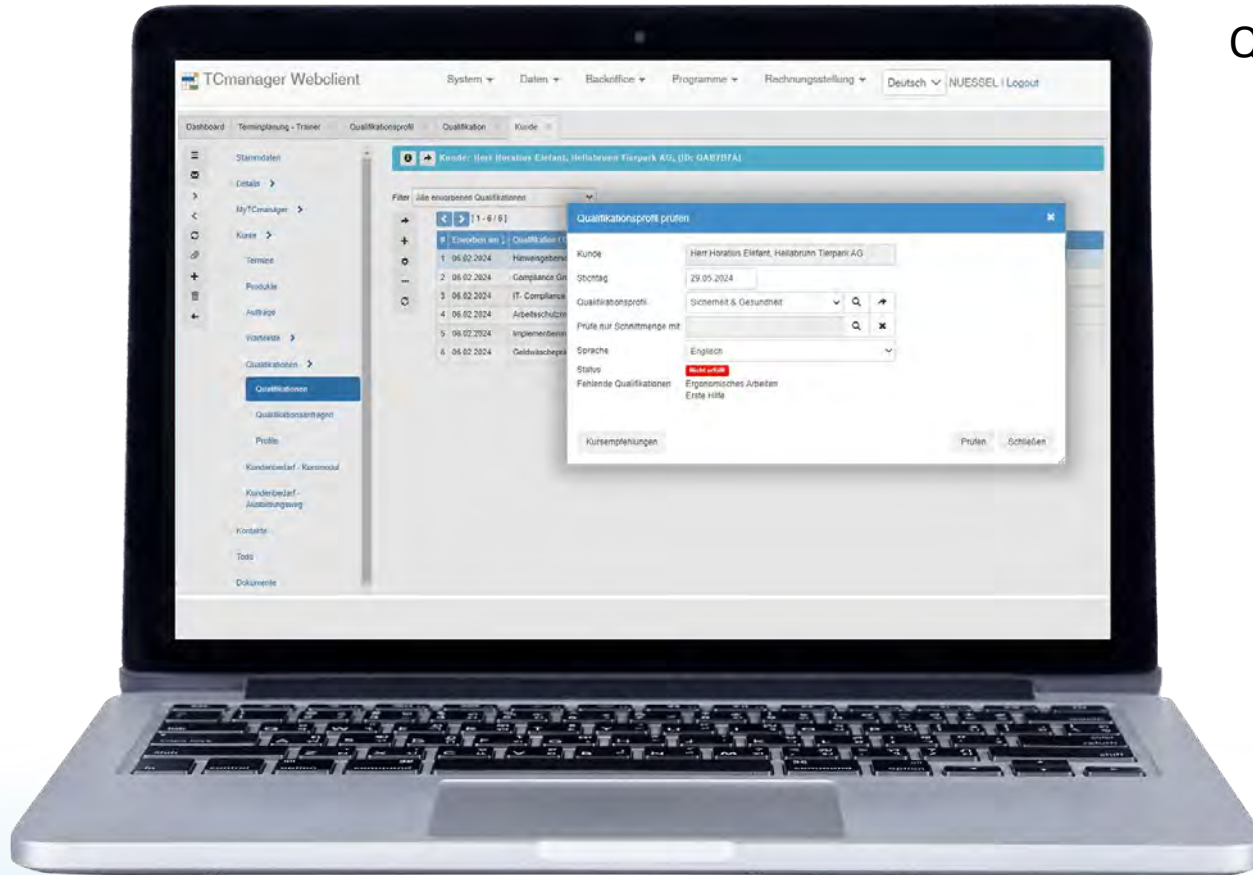 TCmanager Webclient
System Daten Backoffice Programme Rechnungsstellung Deutsch NUESSEL | Logout
Dashboard Terminplanung - Trainer Qualifikationsprofil Qualifikation Kunde
Kunde: Herr Horatius Elefant, Hellabrunn Tierpark AG,
Filter Alle erworbenen Qualifikationen
[1 - 6 / 6]
# Erworben am
1 06.02.2024
2 06.02.2024 Compliance
3 06.02.2024 IT- Compliance
4 06.02.2024
5 06.02.2024
6 06.02.2024
Stammdaten
Details
MyTCmanager
Kurse
Termine
Produkte
Aufträge
Warteliste
Qualifikationen
Qualifikationen
Qualifikationsanfragen
Profile
Kundenbedarf - Kursmodul
Kundenbedarf -
Ausbildungsweg
Kontakte
Todo
Dokumente
Qualifikationsprofil prüfen
Kunde Herr Horatius Elefant, Hellabrunn Tierpark AG
Stichtag 29.05.2024
Qualifikationsprofil Sicherheit & Gesundheit
Prüfe nur Schnittmenge mit
Sprache Englisch
Status Nicht erfüllt
Fehlende Qualifikationen Ergonomisches Arbeiten
Erste Hilfe
Kursempfehlungen Prüfen Schließen